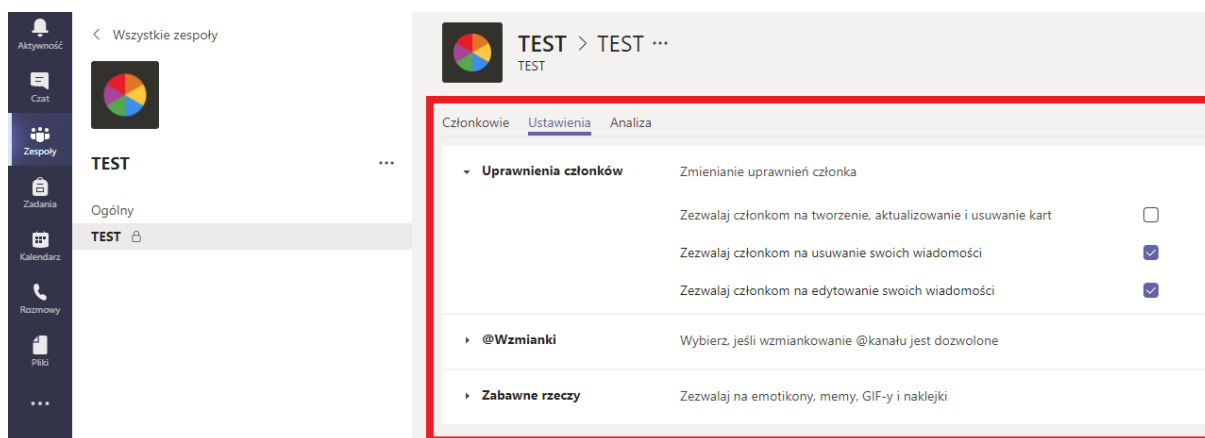 Aktywność
Czat
Zespoły
Zadania
Kalendarz
Rozmowy
Pliki
Wszystkie zespoły
TEST
Ogólny
TEST
TEST > TEST
TEST
Członkowie Ustawienia Analiza
Uprawnienia członków Zmienianie uprawnień członka
Zezwalaj członkom na tworzenie, aktualizowanie i usuwanie kart
Zezwalaj członkom na usuwanie swoich wiadomości
Zezwalaj członkom na edytowanie swoich wiadomości
@Wzmianki Wybierz, jeśli wzmiankowanie @kanału jest dozwolone
Zabawne rzeczy Zezwalaj na emotikony, memy, GIF-y i naklejki